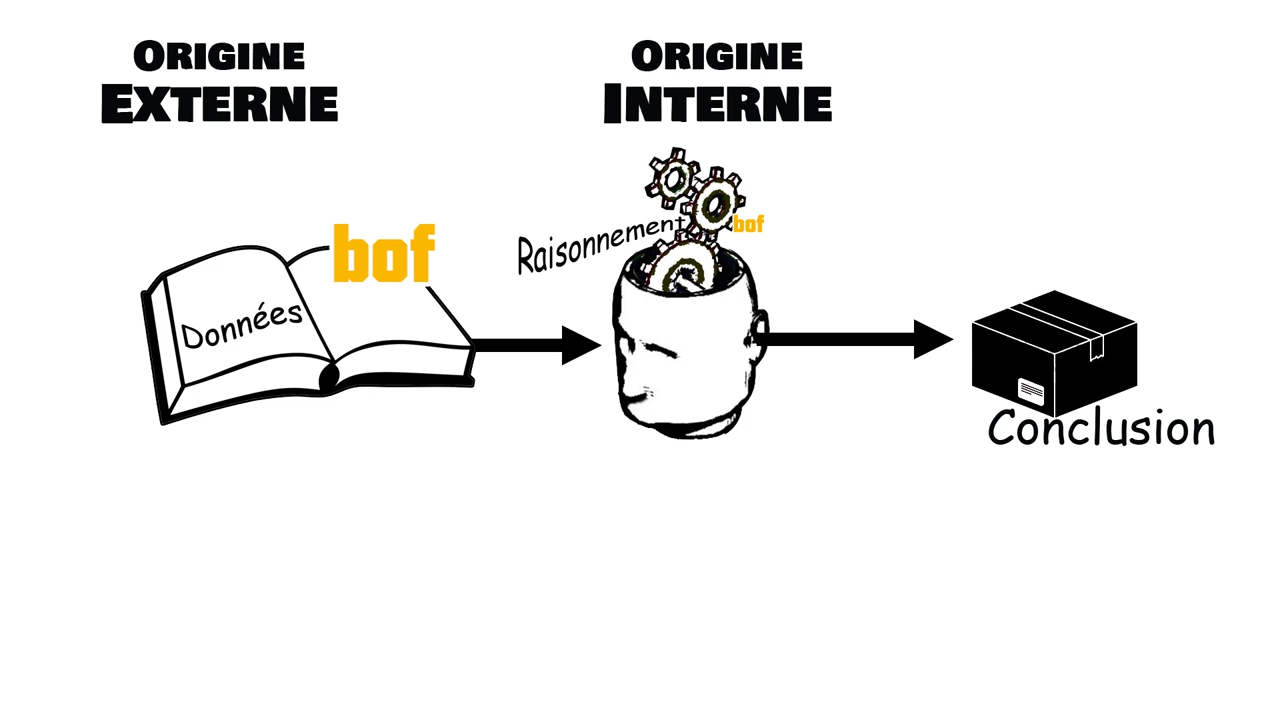 ORIGINE
EXTERNE
ORIGINE
INTERNE
bof
Données
Raisonnement
bof
Conclusion